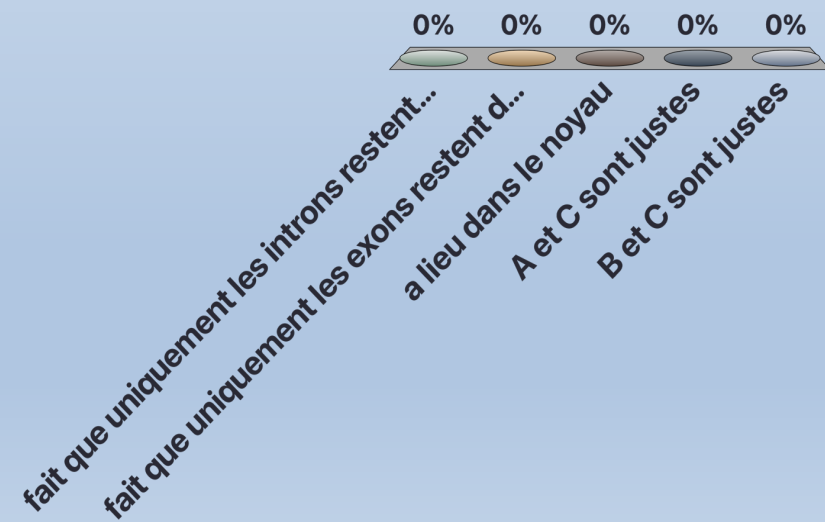 0% 0% 0% 0% 0%
fait que uniquement les introns restent...
fait que uniquement les exons restent d...
a lieu dans le noyau
A et C sont justes
B et C sont justes